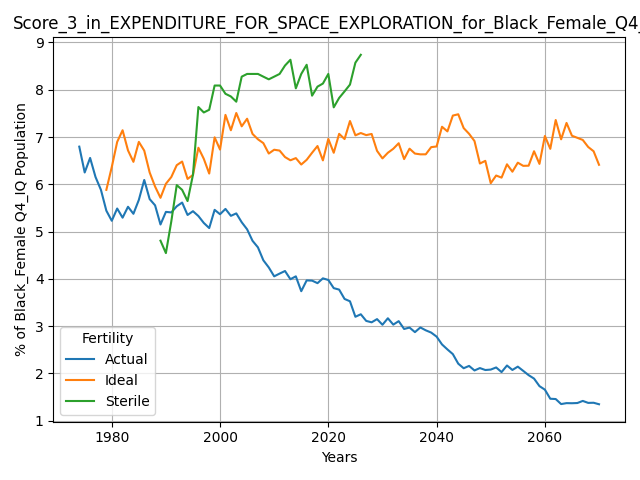 Score_3_in_EXPENDITURE_FOR_SPACE_EXPLORATION_for_Black_Female_Q4_
9
8
7
6
5
4
3
2
1
% of Black_Female Q4_IQ Population
Fertility
Actual
Ideal
Sterile
1980 2000 2020 2040 2060
Years